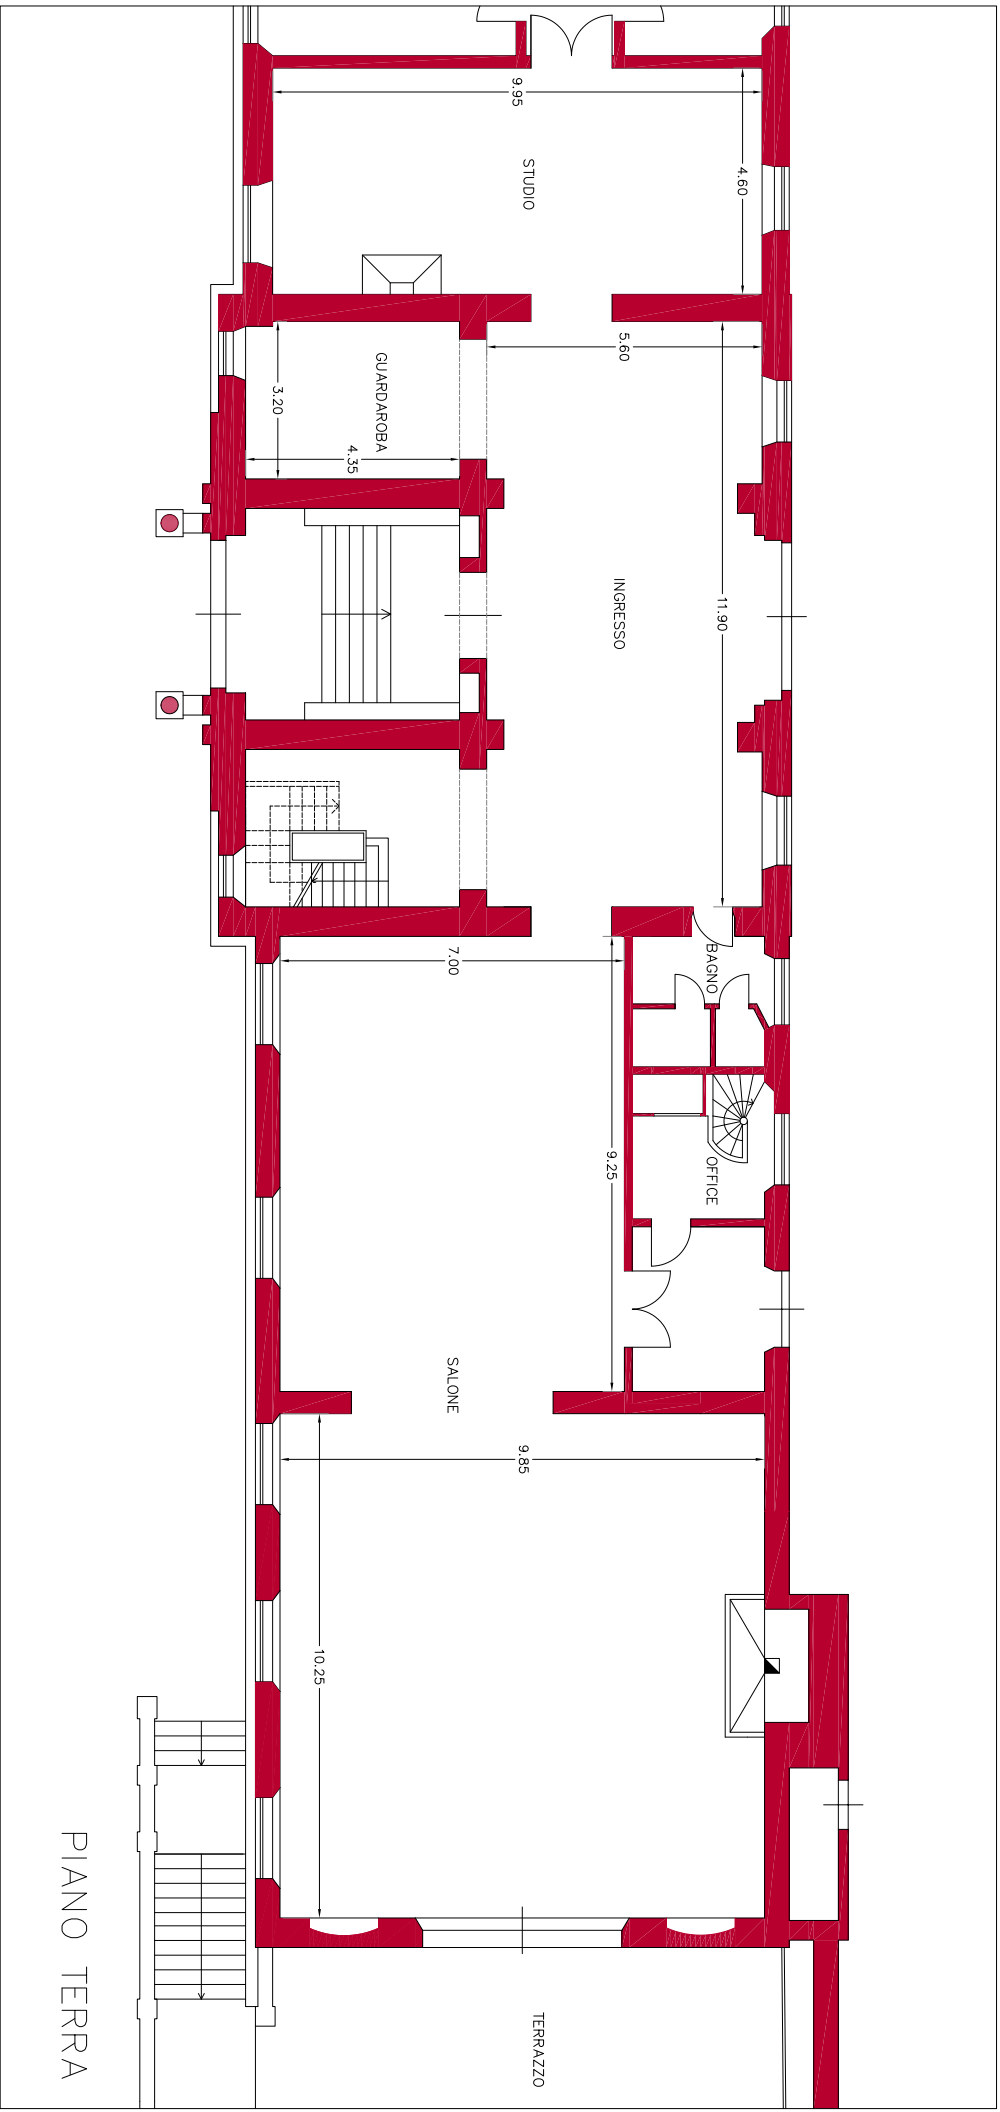 9.95
4.60
STUDIO
5.60
GUARDAROBA
3.20
4.35
11.90
INGRESSO
7.00
BAGNO
9.25
OFFICE
SALONE
9.85
10.25
TERRAZZO
PIANO TERRA